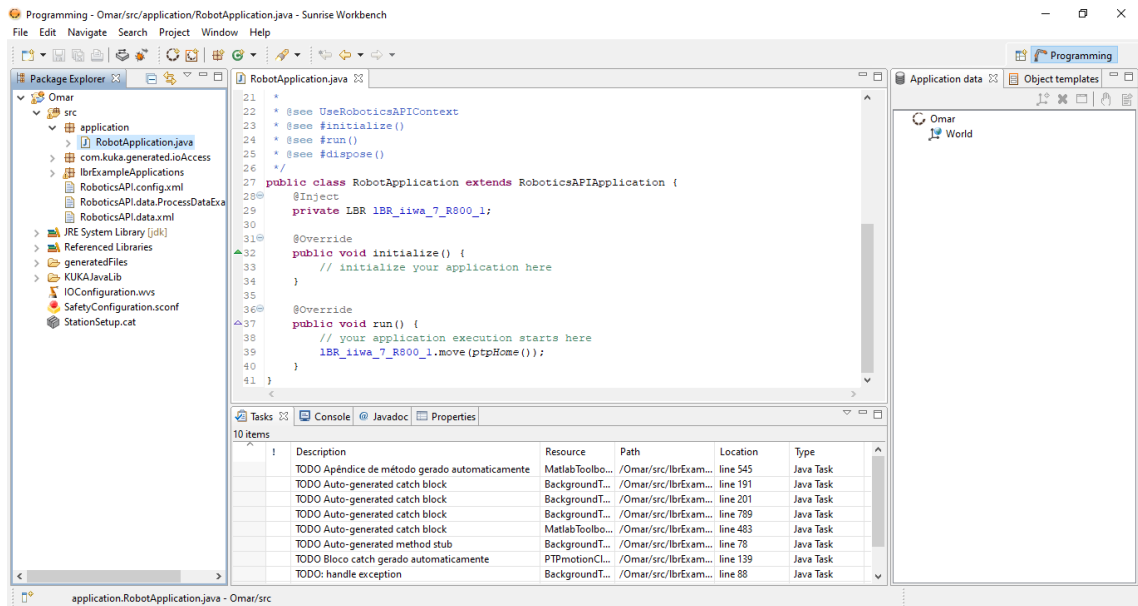 Programming - Omar/src/application/RobotApplication.java - Sunrise Workbench
File Edit Navigate Search Project Window Help
Programming
Package Explorer
Omar
src
application
RobotApplication.java
com.kuka.generated.ioAccess
lbrExampleApplications
RoboticsAPI.config.xml
RoboticsAPI.data.ProcessDataExa
RoboticsAPI.data.xml
JRE System Library [jdk]
Referenced Libraries
generatedFiles
KUKAJavaLib
IOConfiguration.wvs
SafetyConfiguration.sconf
StationSetup.cat
RobotApplication.java
21 *
22 * @see UseRoboticsAPIContext
23 * @see #initialize()
24 * @see #run()
25 * @see #dispose()
26 */
27 public class RobotApplication extends RoboticsAPIApplication {
28 @Inject
29 private LBR lBR_iiwa_7_R800_1;
30
31 @Override
32 public void initialize() {
33 // initialize your application here
34 }
35
36 @Override
37 public void run() {
38 // your application execution starts here
39 lBR_iiwa_7_R800_1.move(ptpHome());
40 }
41 }
Application data Object templates
Omar
World
Tasks Console @ Javadoc Properties
10 items
! Description Resource Path Location Type
TODO Apêndice de método gerado automaticamente MatlabToolbo... /Omar/src/lbrExam... line 545 Java Task
TODO Auto-generated catch block BackgroundT... /Omar/src/lbrExam... line 191 Java Task
TODO Auto-generated catch block BackgroundT... /Omar/src/lbrExam... line 201 Java Task
TODO Auto-generated catch block BackgroundT... /Omar/src/lbrExam... line 789 Java Task
TODO Auto-generated catch block MatlabToolbo... /Omar/src/lbrExam... line 483 Java Task
TODO Auto-generated method stub BackgroundT... /Omar/src/lbrExam... line 78 Java Task
TODO Bloco catch gerado automaticamente PTPmotionCl... /Omar/src/lbrExam... line 139 Java Task
TODO: handle exception BackgroundT... /Omar/src/lbrExam... line 88 Java Task
application.RobotApplication.java - Omar/src